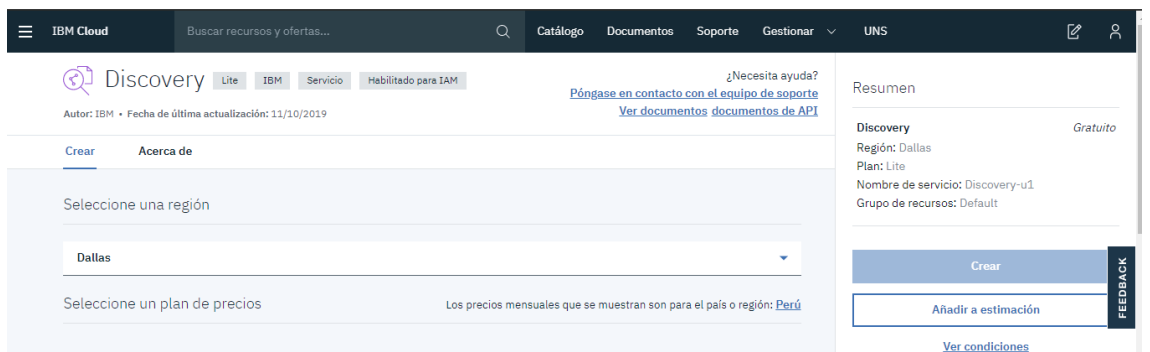 IBM Cloud
Buscar recursos y ofertas...
Catálogo
Documentos
Soporte
Gestionar
UNS
Discovery
Lite
IBM
Servicio
Habilitado para IAM
Autor: IBM • Fecha de última actualización: 11/10/2019
¿Necesita ayuda?
Póngase en contacto con el equipo de soporte
Ver documentos documentos de API
Crear
Acerca de
Seleccione una región
Dallas
Seleccione un plan de precios
Los precios mensuales que se muestran son para el país o región: Perú
Resumen
Discovery Gratuito
Región: Dallas
Plan: Lite
Nombre de servicio: Discovery-u1
Grupo de recursos: Default
Crear
Añadir a estimación
Ver condiciones
FEEDBACK